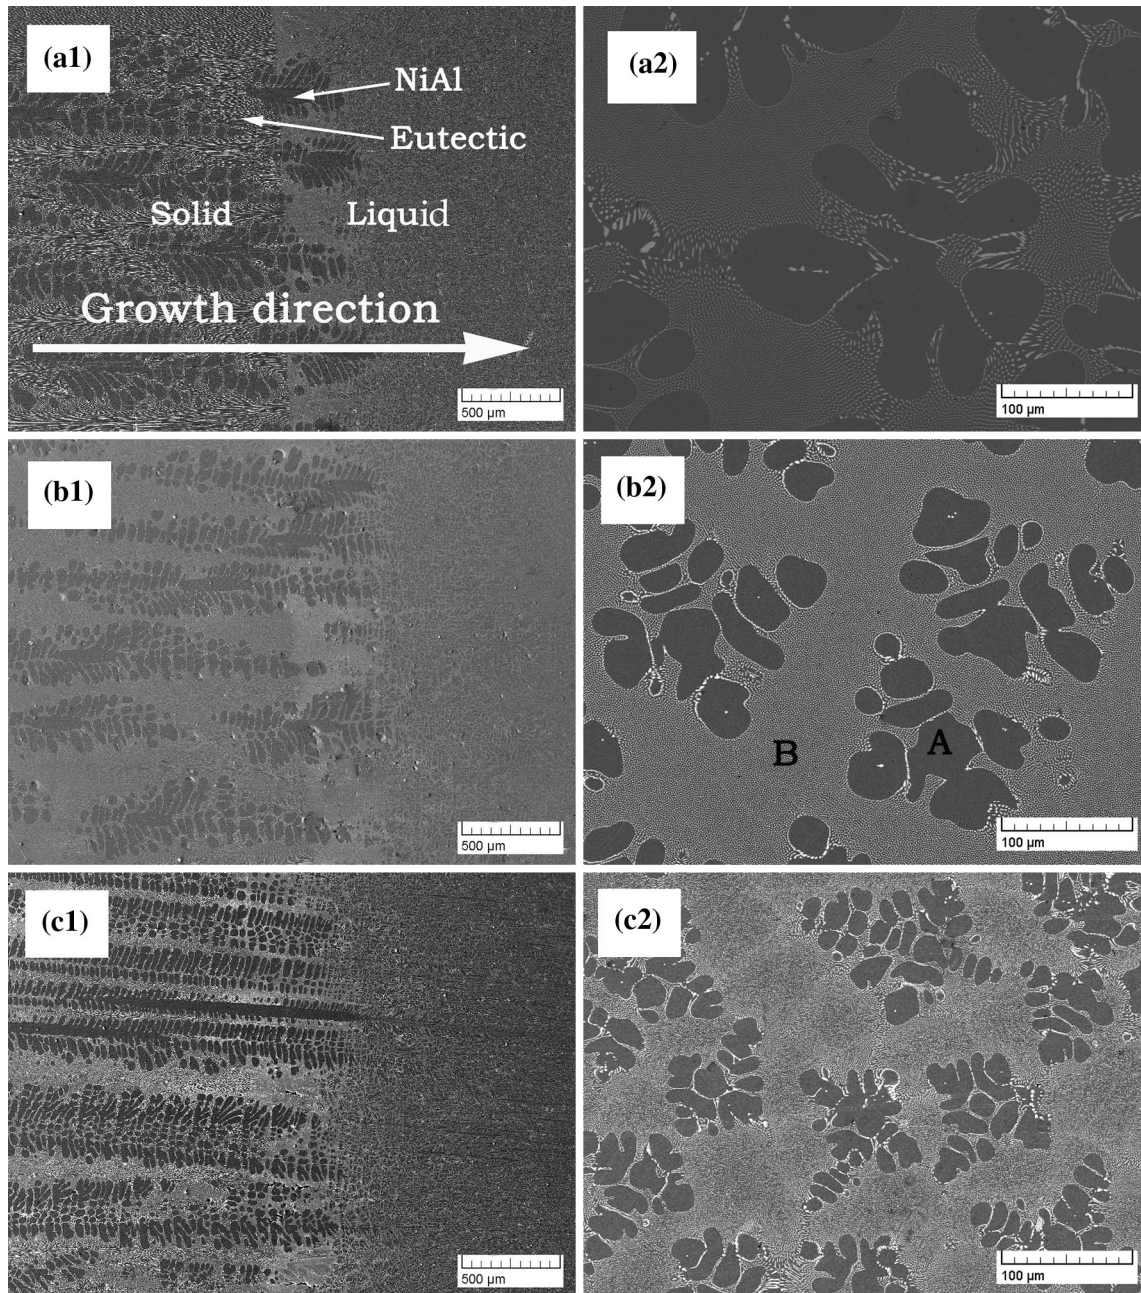 (a1)
NiAl
Eutectic
Solid
Liquid
Growth direction
500 µm
(a2)
100 µm
(b1)
500 µm
(b2)
B
A
100 µm
(c1)
500 µm
(c2)
100 µm